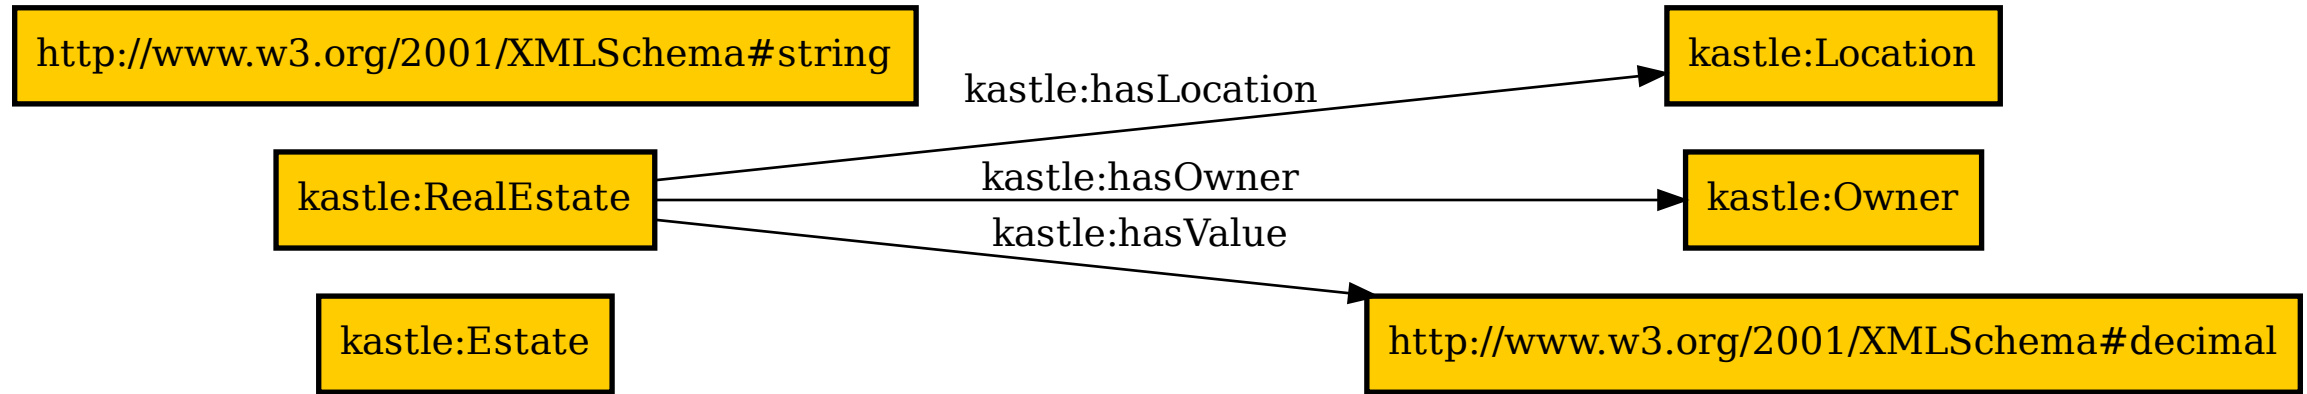 http://www.w3.org/2001/XMLSchema#string
kastle:hasLocation
kastle:Location
kastle:RealEstate
kastle:hasOwner
kastle:Owner
kastle:hasValue
kastle:Estate
http://www.w3.org/2001/XMLSchema#decimal